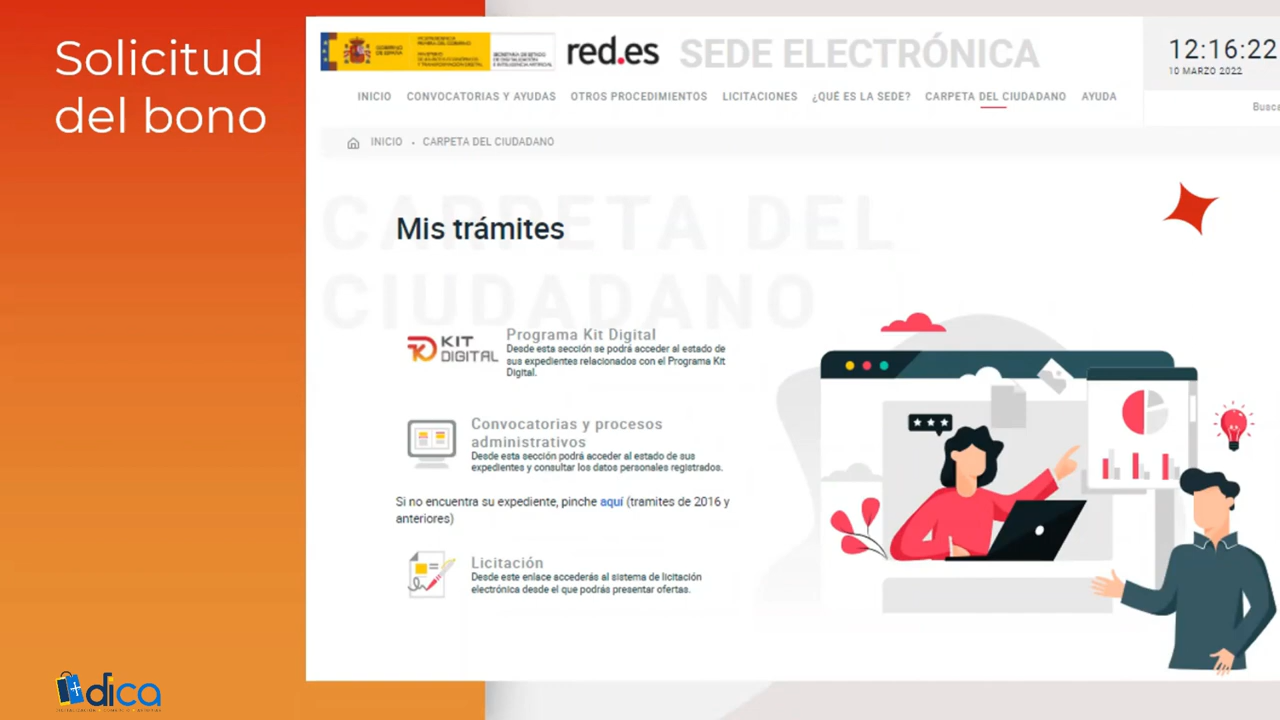 Solicitud
del bono
GOBIERNO
DE ESPAÑA
red.es
SEDE ELECTRÓNICA
12:16:22
10 MARZO 2022
INICIO CONVOCATORIAS Y AYUDAS OTROS PROCEDIMIENTOS LICITACIONES ¿QUÉ ES LA SEDE? CARPETA DEL CIUDADANO AYUDA
Busca
INICIO • CARPETA DEL CIUDADANO
CARPETA DEL
CIUDADANO
Mis trámites
KIT
DIGITAL
Programa Kit Digital
Desde esta sección se podrá acceder al estado de
sus expedientes relacionados con el Programa Kit
Digital.
Convocatorias y procesos
administrativos
Desde esta sección podrá acceder al estado de sus
expedientes y consultar los datos personales registrados.
Si no encuentra su expediente, pinche aquí (tramites de 2016 y
anteriores)
Licitación
Desde este enlace accederás al sistema de licitación
electrónica desde el que podrás presentar ofertas.
dica